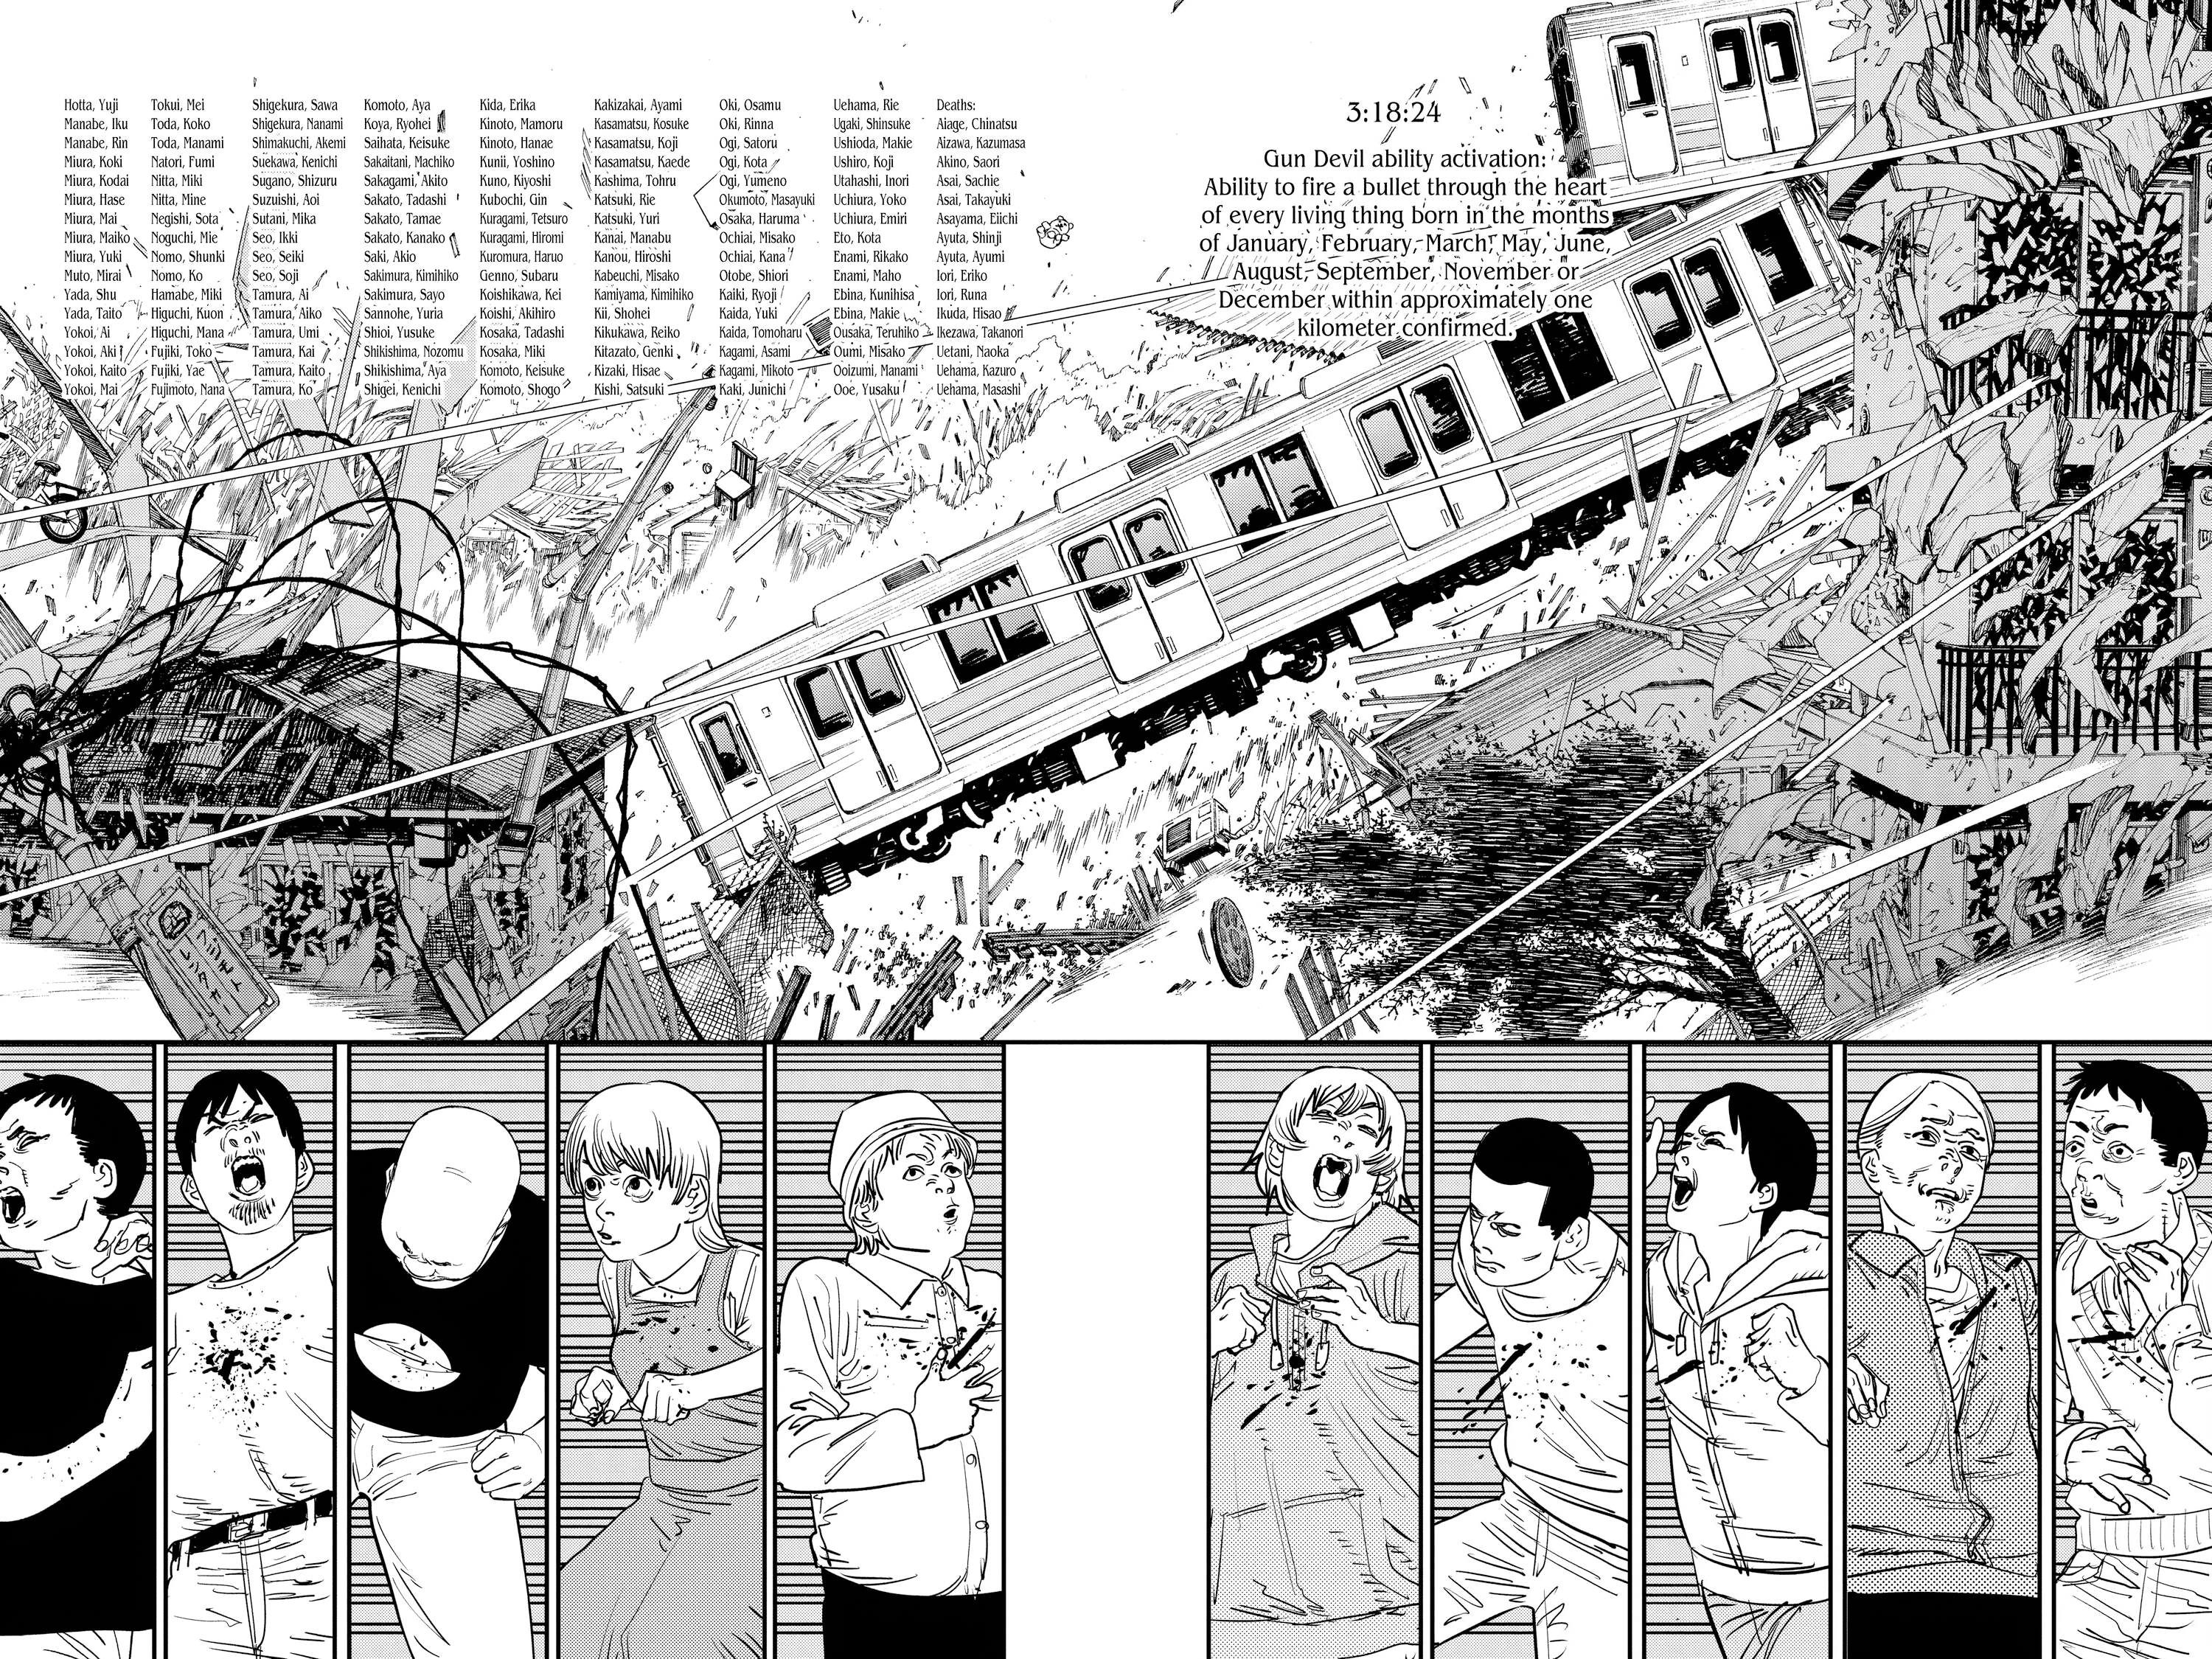 3:18:24
Gun Devil ability activation:
Ability to fire a bullet through the heart
of every living thing born in the months
of January, February, March, May, June,
August, September, November or
December within approximately one
kilometer confirmed.
Deaths:
Aiage, Chinatsu
Aizawa, Kazumasa
Akino, Saori
Asai, Sachie
Asai, Takayuki
Asayama, Eiichi
Ayuta, Shinji
Ayuta, Ayumi
Iori, Eriko
Iori, Runa
Ikuda, Hisao
Ikezawa, Takanori
Uetani, Naoka
Uehama, Kazuro
Uehama, Masashi
Uehama, Rie
Ugaki, Shinsuke
Ushioda, Makie
Ushiro, Koji
Utahashi, Inori
Uchiura, Yoko
Uchiura, Emiri
Eto, Kota
Enami, Rikako
Enami, Maho
Ebina, Kunihisa
Ebina, Makie
Ousaka, Teruhiko
Oumi, Misako
Ooizumi, Manami
Ooe, Yusaku
Oki, Osamu
Oki, Rinna
Ogi, Satoru
Ogi, Kota
Ogi, Yumeno
Okumoto, Masayuki
Osaka, Haruma
Ochiai, Misako
Ochiai, Kana
Otobe, Shiori
Kaiki, Ryoji
Kaida, Yuki
Kaida, Tomoharu
Kagami, Asami
Kagami, Mikoto
Kaki, Junichi
Kakizakai, Ayami
Kasamatsu, Kosuke
Kasamatsu, Koji
Kasamatsu, Kaede
Kashima, Tohru
Katsuki, Rie
Katsuki, Yuri
Kanai, Manabu
Kanou, Hiroshi
Kabeuchi, Misako
Kamiyama, Kimihiko
Kii, Shohei
Kikukawa, Reiko
Kitazato, Genki
Kizaki, Hisae
Kishi, Satsuki
Kida, Erika
Kinoto, Mamoru
Kinoto, Hanae
Kunii, Yoshino
Kuno, Kiyoshi
Kubochi, Gin
Kuragami, Tetsuro
Kuragami, Hiromi
Kuromura, Haruo
Genno, Subaru
Koishikawa, Kei
Koishi, Akihiro
Kosaka, Tadashi
Kosaka, Miki
Komoto, Keisuke
Komoto, Shogo
Komoto, Aya
Koya, Ryohei
Saihata, Keisuke
Sakaitani, Machiko
Sakagami, Akito
Sakato, Tadashi
Sakato, Tamae
Sakato, Kanako
Saki, Akio
Sakimura, Kimihiko
Sakimura, Sayo
Sannohe, Yuria
Shioi, Yusuke
Shikishima, Nozomu
Shikishima, Aya
Shigei, Kenichi
Shigekura, Sawa
Shigekura, Nanami
Shimakuchi, Akemi
Suekawa, Kenichi
Sugano, Shizuru
Suzuishi, Aoi
Sutani, Mika
Seo, Ikki
Seo, Seiki
Seo, Soji
Tamura, Ai
Tamura, Aiko
Tamura, Umi
Tamura, Kai
Tamura, Kaito
Tamura, Ko
Tokui, Mei
Toda, Koko
Toda, Manami
Natori, Fumi
Nitta, Miki
Nitta, Mine
Negishi, Sota
Noguchi, Mie
Nomo, Shunki
Nomo, Ko
Hamabe, Miki
Higuchi, Kuon
Higuchi, Mana
Fujiki, Toko
Fujiki, Yae
Fujimoto, Nana
Hotta, Yuji
Manabe, Iku
Manabe, Rin
Miura, Koki
Miura, Kodai
Miura, Hase
Miura, Mai
Miura, Maiko
Miura, Yuki
Muto, Mirai
Yada, Shu
Yada, Taito
Yokoi, Ai
Yokoi, Aki
Yokoi, Kaito
Yokoi, Mai
フジモト
レンタカ